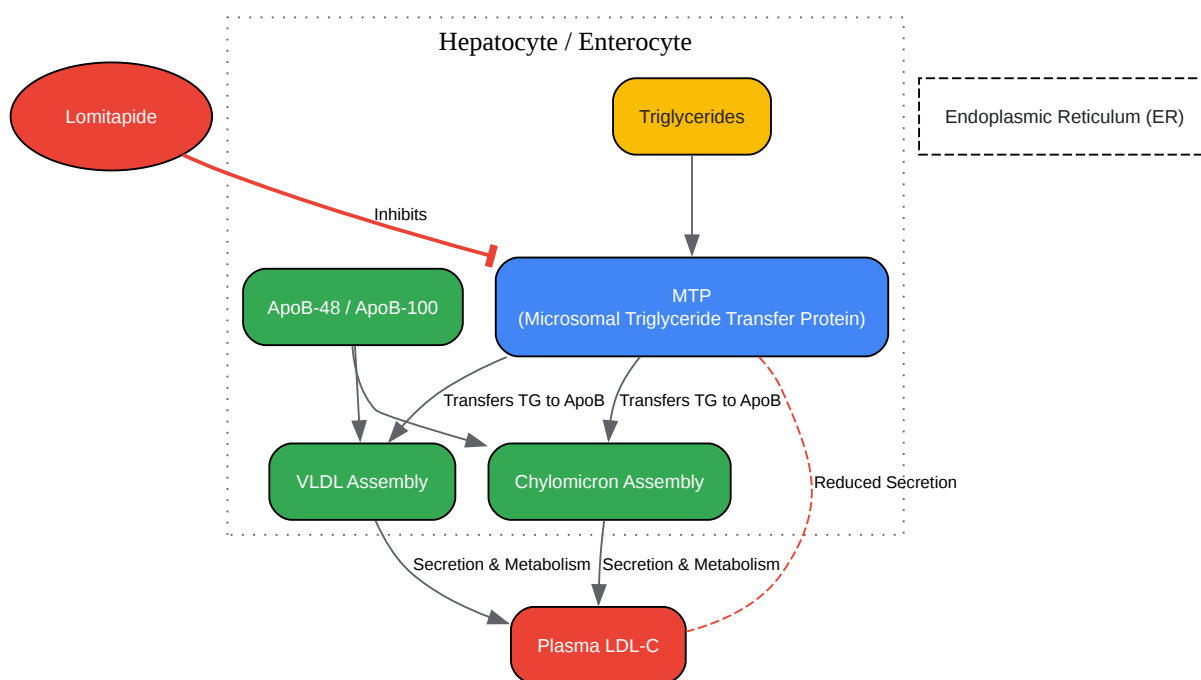 Hepatocyte / Enterocyte
Lomitapide
Triglycerides
Endoplasmic Reticulum (ER)
Inhibits
ApoB-48 / ApoB-100
MTP
(Microsomal Triglyceride Transfer Protein)
Transfers TG to ApoB
Transfers TG to ApoB
VLDL Assembly
Chylomicron Assembly
Reduced Secretion
Secretion & Metabolism
Secretion & Metabolism
Plasma LDL-C